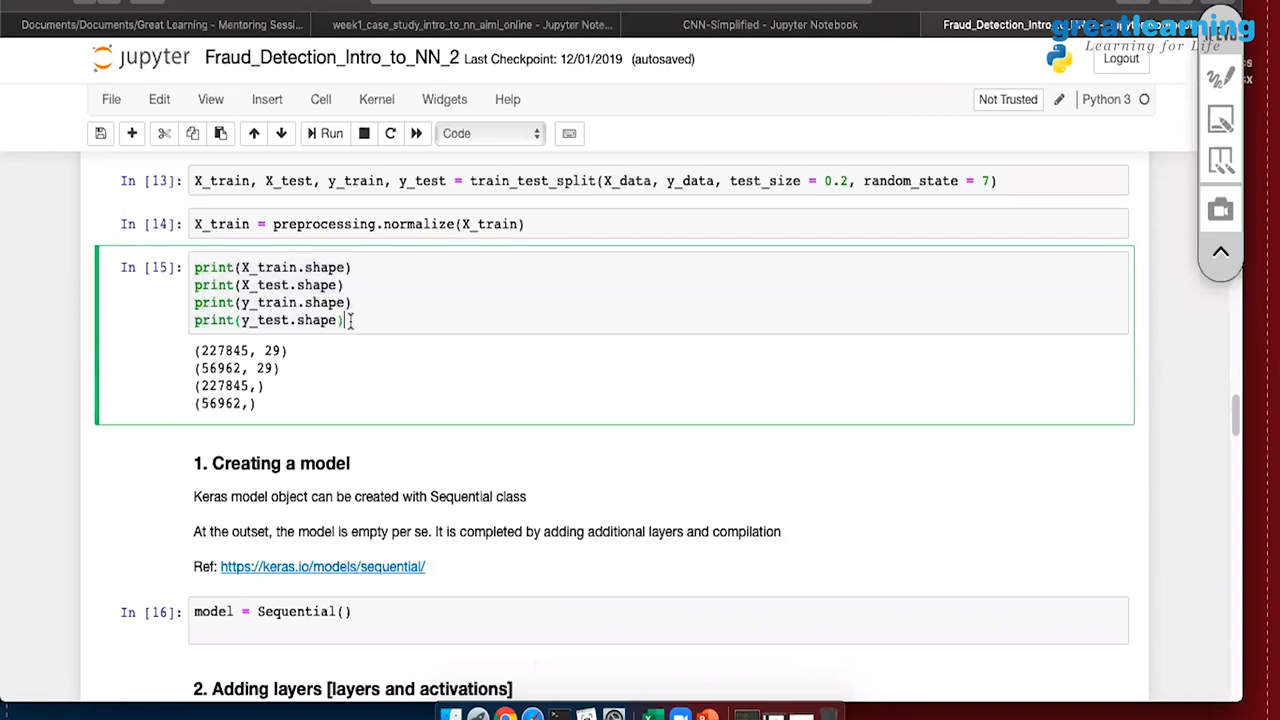 Documents/Documents/Great Learning - Mentoring Sessi...
week1_case_study_intro_to_nn_aiml_online - Jupyter Note...
CNN-Simplified - Jupyter Notebook
Fraud_Detection_Intro_to_NN_2
greatlearning
Learning for Life
jupyter
Fraud_Detection_Intro_to_NN_2 Last Checkpoint: 12/01/2019 (autosaved)
Logout
File Edit View Insert Cell Kernel Widgets Help
Not Trusted
Python 3
Run
Code
In [13]: X_train, X_test, y_train, y_test = train_test_split(X_data, y_data, test_size = 0.2, random_state = 7)
In [14]: X_train = preprocessing.normalize(X_train)
In [15]: print(X_train.shape)
print(X_test.shape)
print(y_train.shape)
print(y_test.shape)
(227845, 29)
(56962, 29)
(227845,)
(56962,)
1. Creating a model
Keras model object can be created with Sequential class
At the outset, the model is empty per se. It is completed by adding additional layers and compilation
Ref: https://keras.io/models/sequential/
In [16]: model = Sequential()
2. Adding layers [layers and activations]